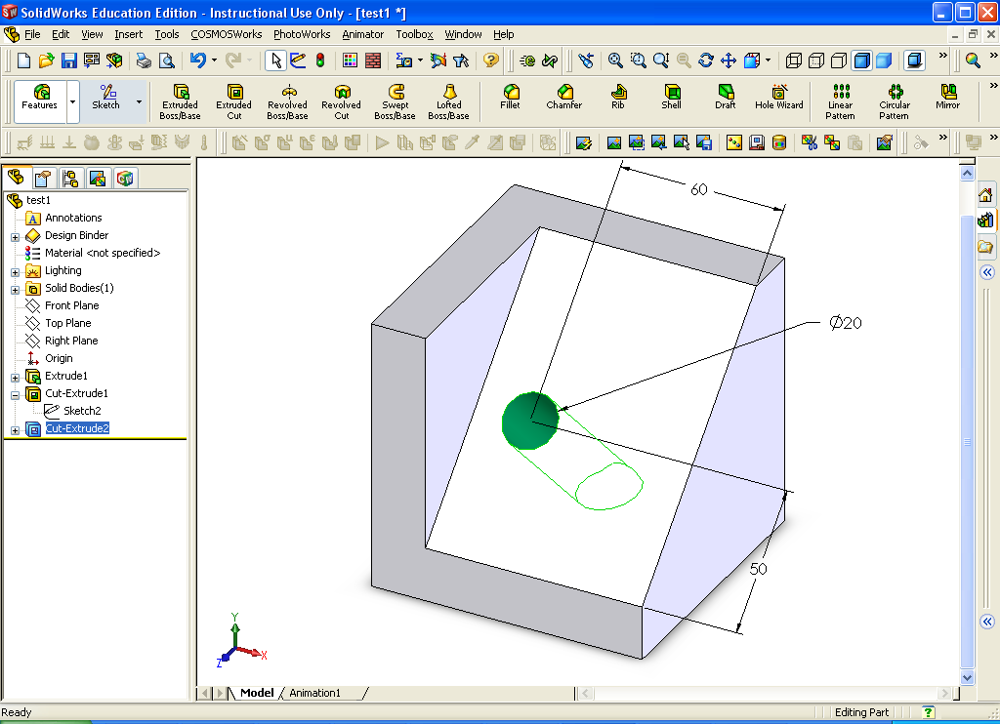 SolidWorks Education Edition - Instructional Use Only - [test1 *]
File Edit View Insert Tools COSMOSWorks PhotoWorks Animator Toolbox Window Help
Features Sketch Extruded Boss/Base Extruded Cut Revolved Boss/Base Revolved Cut Swept Boss/Base Lofted Boss/Base Fillet Chamfer Rib Shell Draft Hole Wizard Linear Pattern Circular Pattern Mirror
test1
Annotations
Design Binder
Material <not specified>
Lighting
Solid Bodies(1)
Front Plane
Top Plane
Right Plane
Origin
Extrude1
Cut-Extrude1
Sketch2
Cut-Extrude2
60
Ø20
50
Y
X
Z
Model Animation1
Ready Editing Part